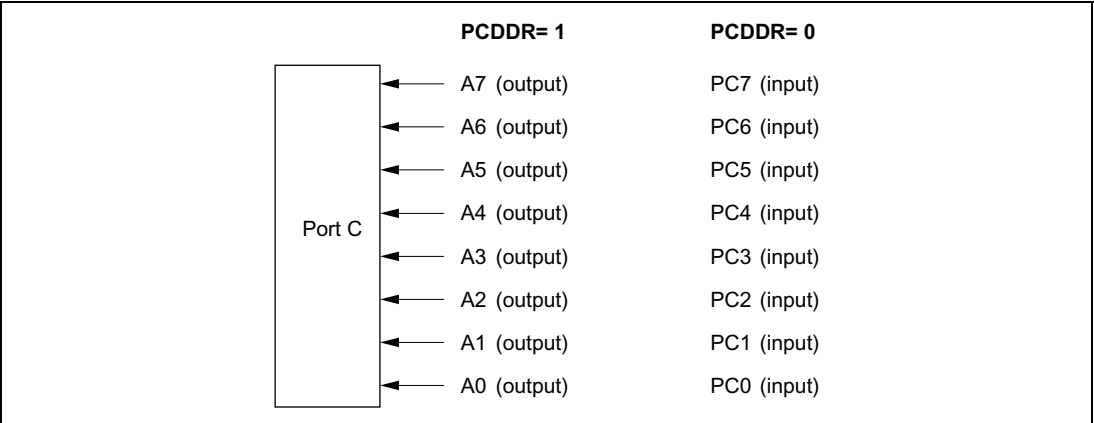 PCDDR= 1 PCDDR= 0
A7 (output) PC7 (input)
A6 (output) PC6 (input)
A5 (output) PC5 (input)
A4 (output) PC4 (input)
Port C
A3 (output) PC3 (input)
A2 (output) PC2 (input)
A1 (output) PC1 (input)
A0 (output) PC0 (input)